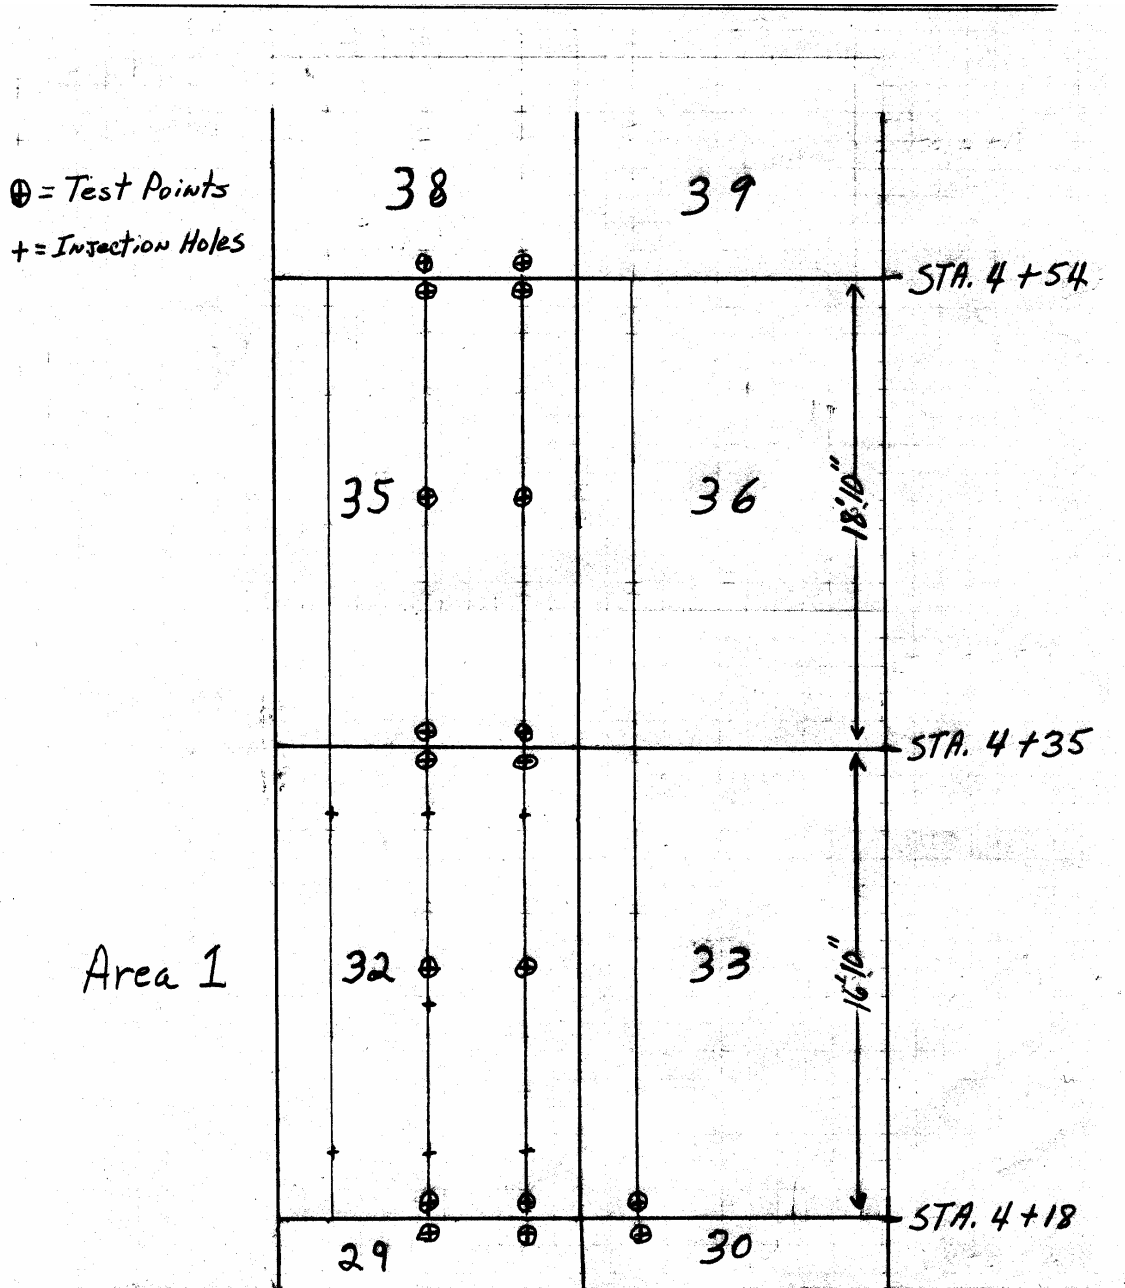 38
39
⊕ = Test Points
+ = Injection Holes
STA. 4 + 54
35
36
18'.10"
STA. 4 + 35
Area 1
32
33
16'.10"
STA. 4 + 18
29
30